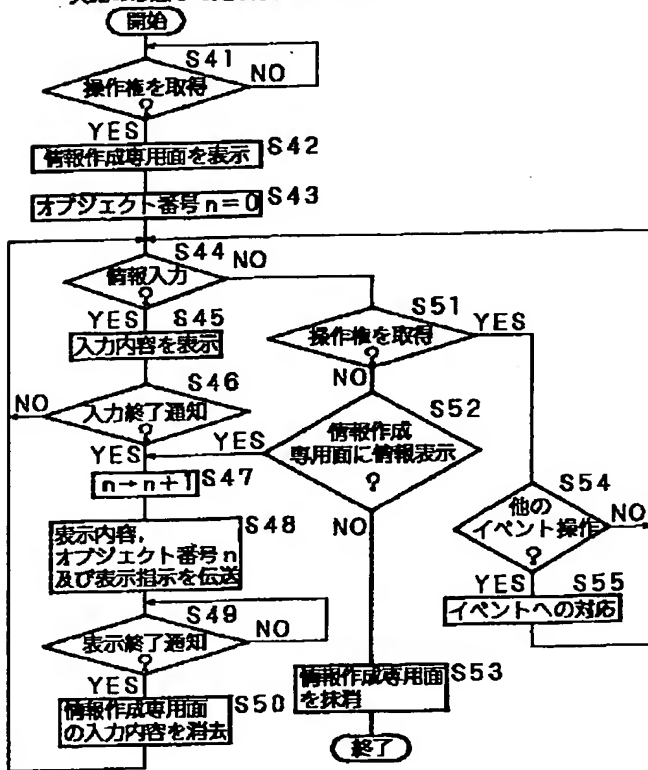 開始
S41
操作権を取得
?
NO
YES
情報作成専用面を表示
S42
オブジェクト番号n=0
S43
S44
情報入力
?
NO
YES
S45
入力内容を表示
S46
入力終了通知
?
NO
YES
n→n+1
S47
表示内容,
オブジェクト番号n
及び表示指示を伝送
S48
S49
表示終了通知
?
NO
YES
情報作成専用面
の入力内容を消去
S50
S51
操作権を取得
?
YES
NO
S52
情報作成
専用面に情報表示
?
YES
NO
情報作成専用面
を抹消
S53
終了
S54
他の
イベント操作
?
NO
YES
S55
イベントへの対応